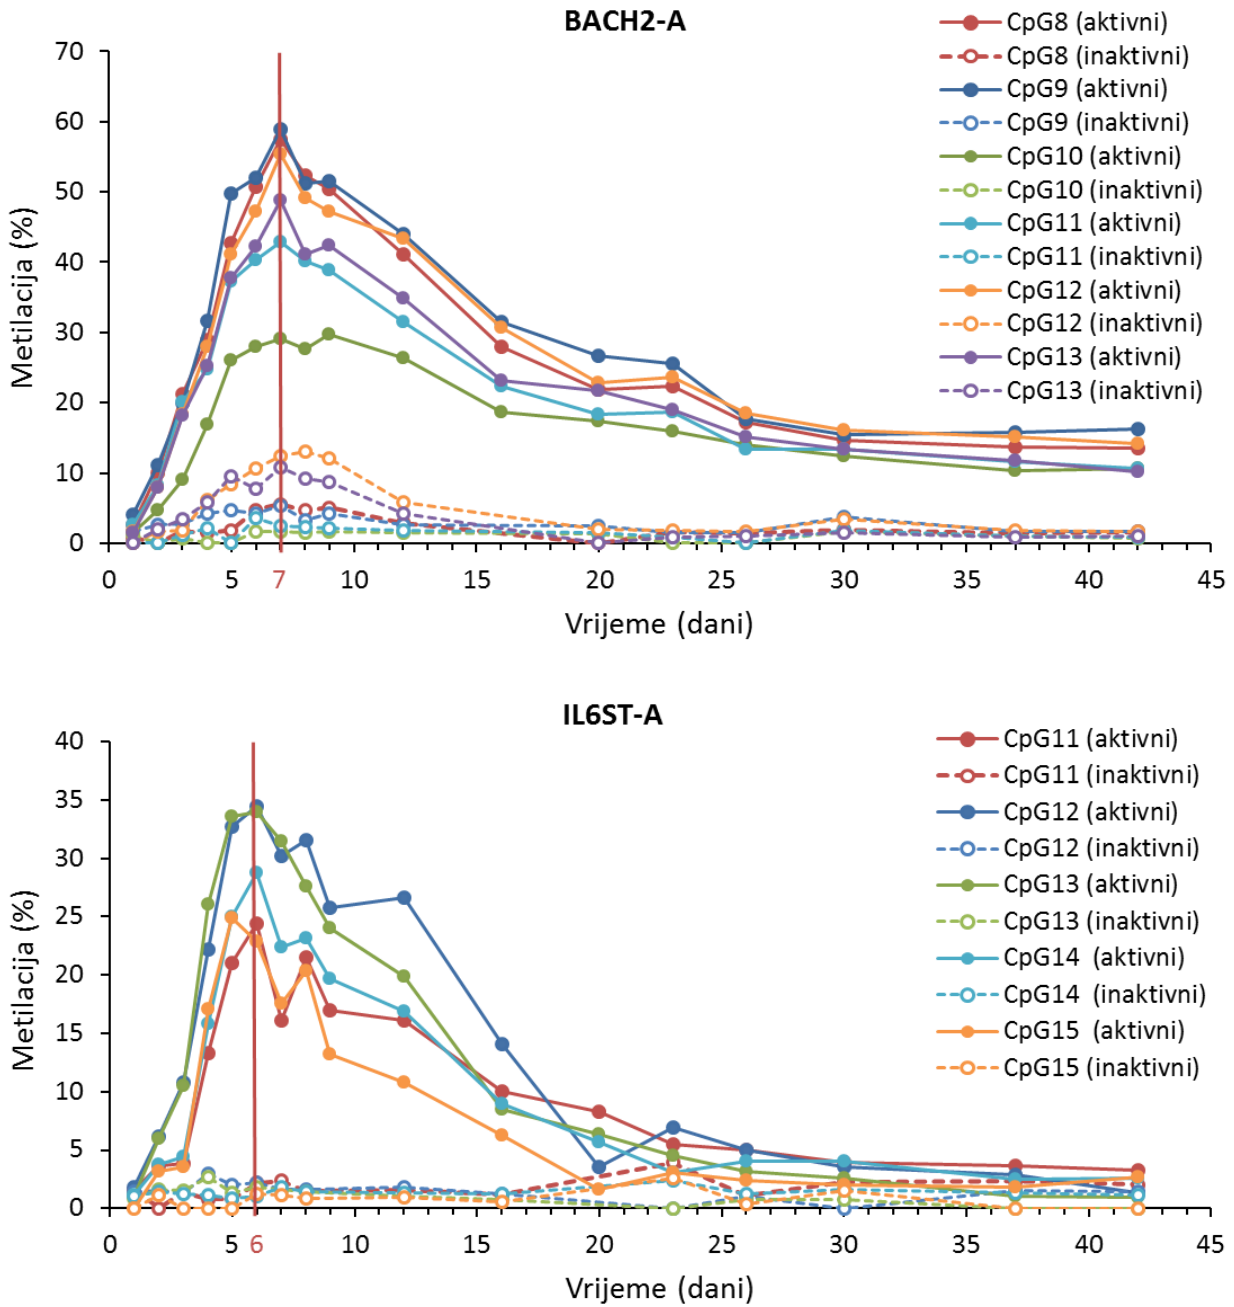 BACH2-A
CpG8 (aktivni)
CpG8 (inaktivni)
CpG9 (aktivni)
CpG9 (inaktivni)
CpG10 (aktivni)
CpG10 (inaktivni)
CpG11 (aktivni)
CpG11 (inaktivni)
CpG12 (aktivni)
CpG12 (inaktivni)
CpG13 (aktivni)
CpG13 (inaktivni)
Metilacija (%)
70
60
50
40
30
20
10
0
0 5 7 10 15 20 25 30 35 40 45
Vrijeme (dani)
IL6ST-A
CpG11 (aktivni)
CpG11 (inaktivni)
CpG12 (aktivni)
CpG12 (inaktivni)
CpG13 (aktivni)
CpG13 (inaktivni)
CpG14 (aktivni)
CpG14 (inaktivni)
CpG15 (aktivni)
CpG15 (inaktivni)
Metilacija (%)
40
35
30
25
20
15
10
5
0
0 5 6 10 15 20 25 30 35 40 45
Vrijeme (dani)